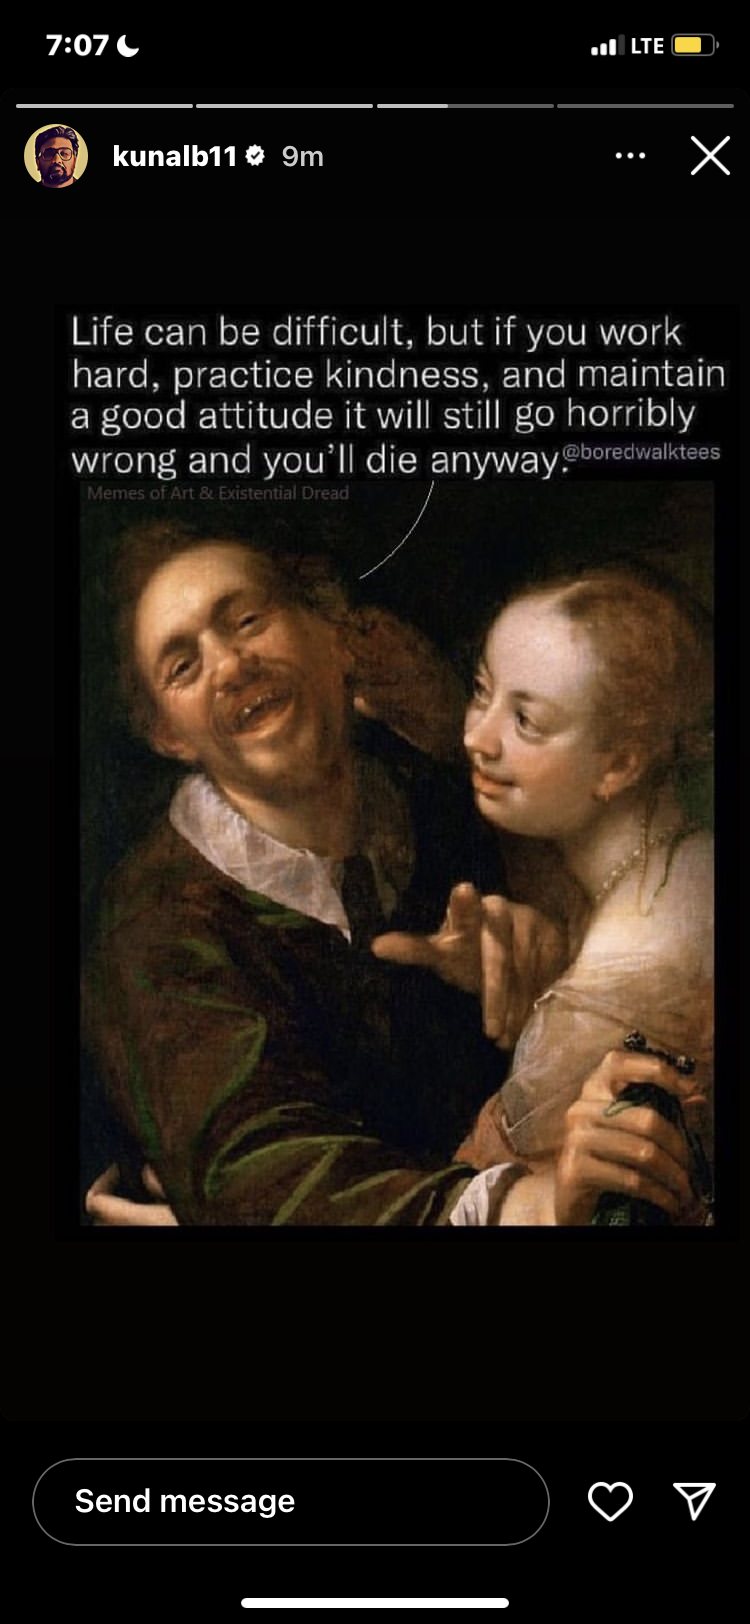 7:07
LTE
kunalb11 9m
Life can be difficult, but if you work
hard, practice kindness, and maintain
a good attitude it will still go horribly
wrong and you'll die anyway.
@boredwalktees
Memes of Art & Existential Dread
Send message